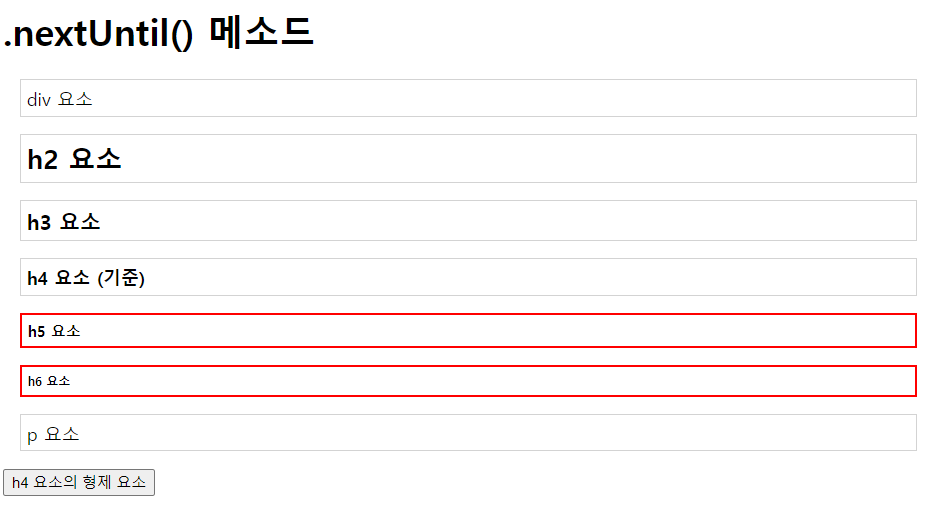 .nextUntil() 메소드
div 요소
h2 요소
h3 요소
h4 요소 (기준)
h5 요소
h6 요소
p 요소
h4 요소의 형제 요소